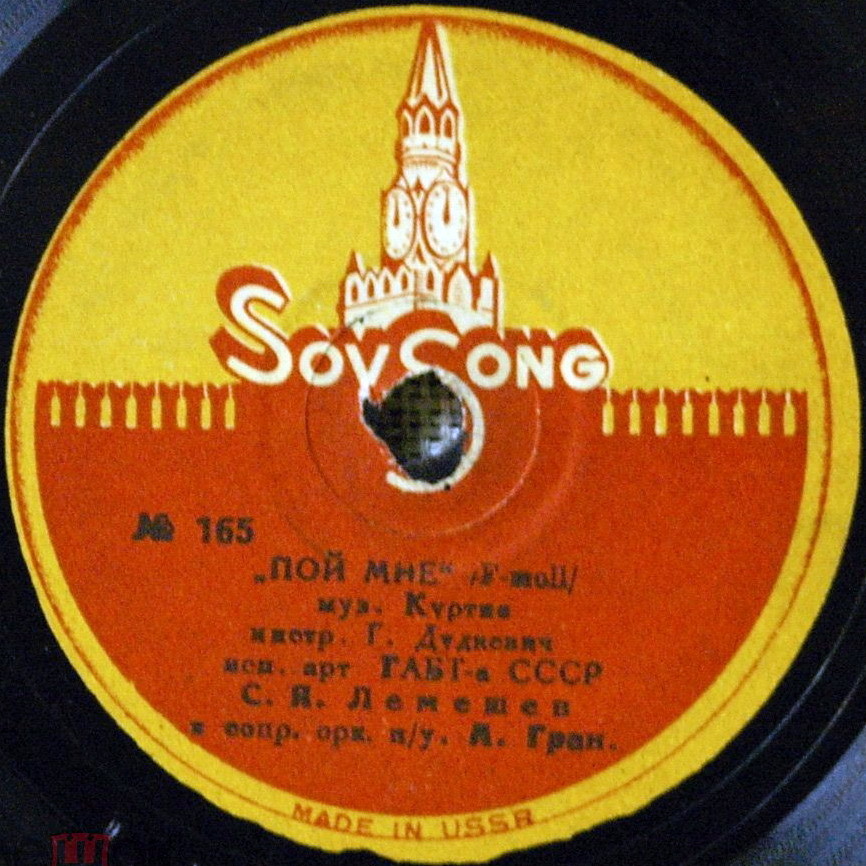 SovSong
№ 165
„ПОЙ МНЕ“ /F-moll/
муз. Куртис
инстр. Г. Дудкевич
исп. арт ГАБТ-а СССР
С. Я. Лемешев
в сопр. орк. п/у. А. Гран.
MADE IN USSR